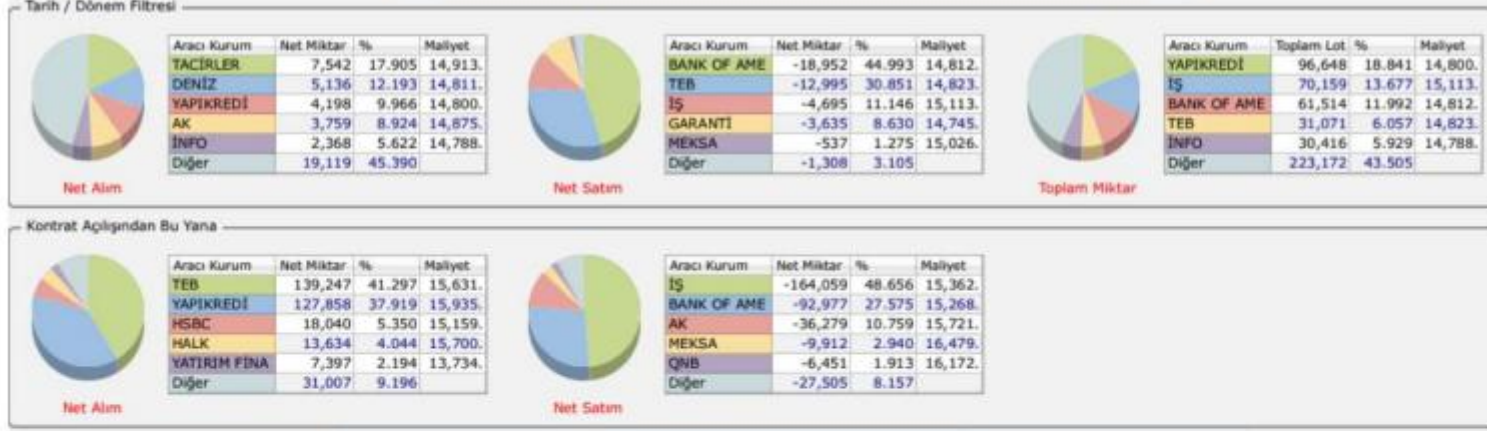 Tarih / Dönem Filtresi
Aracı Kurum Net Miktar % Maliyet
TACİRLER 7,542 17.905 14,913.
DENİZ 5,136 12.193 14,811.
YAPIKREDİ 4,198 9.966 14,800.
AK 3,759 8.924 14,875.
İNFO 2,368 5.622 14,788.
Diğer 19,119 45.390
Net Alım
Aracı Kurum Net Miktar % Maliyet
BANK OF AME -18,952 44.993 14,812.
TEB -12,995 30.851 14,823.
İŞ -4,695 11.146 15,113.
GARANTİ -3,635 8.630 14,745.
MEKSA -537 1.275 15,026.
Diğer -1,308 3.105
Net Satım
Aracı Kurum Toplam Lot % Maliyet
YAPIKREDİ 96,648 18.841 14,800.
İŞ 70,159 13.677 15,113.
BANK OF AME 61,514 11.992 14,812.
TEB 31,071 6.057 14,823.
İNFO 30,416 5.929 14,788.
Diğer 223,172 43.505
Toplam Miktar
Kontrat Açılışından Bu Yana
Aracı Kurum Net Miktar % Maliyet
TEB 139,247 41.297 15,631.
YAPIKREDİ 127,858 37.919 15,935.
HSBC 18,040 5.350 15,159.
HALK 13,634 4.044 15,700.
YATIRIM FİNA 7,397 2.194 13,734.
Diğer 31,007 9.196
Net Alım
Aracı Kurum Net Miktar % Maliyet
İŞ -164,059 48.656 15,362.
BANK OF AME -92,977 27.575 15,268.
AK -36,279 10.759 15,721.
MEKSA -9,912 2.940 16,479.
QNB -6,451 1.913 16,172.
Diğer -27,505 8.157
Net Satım